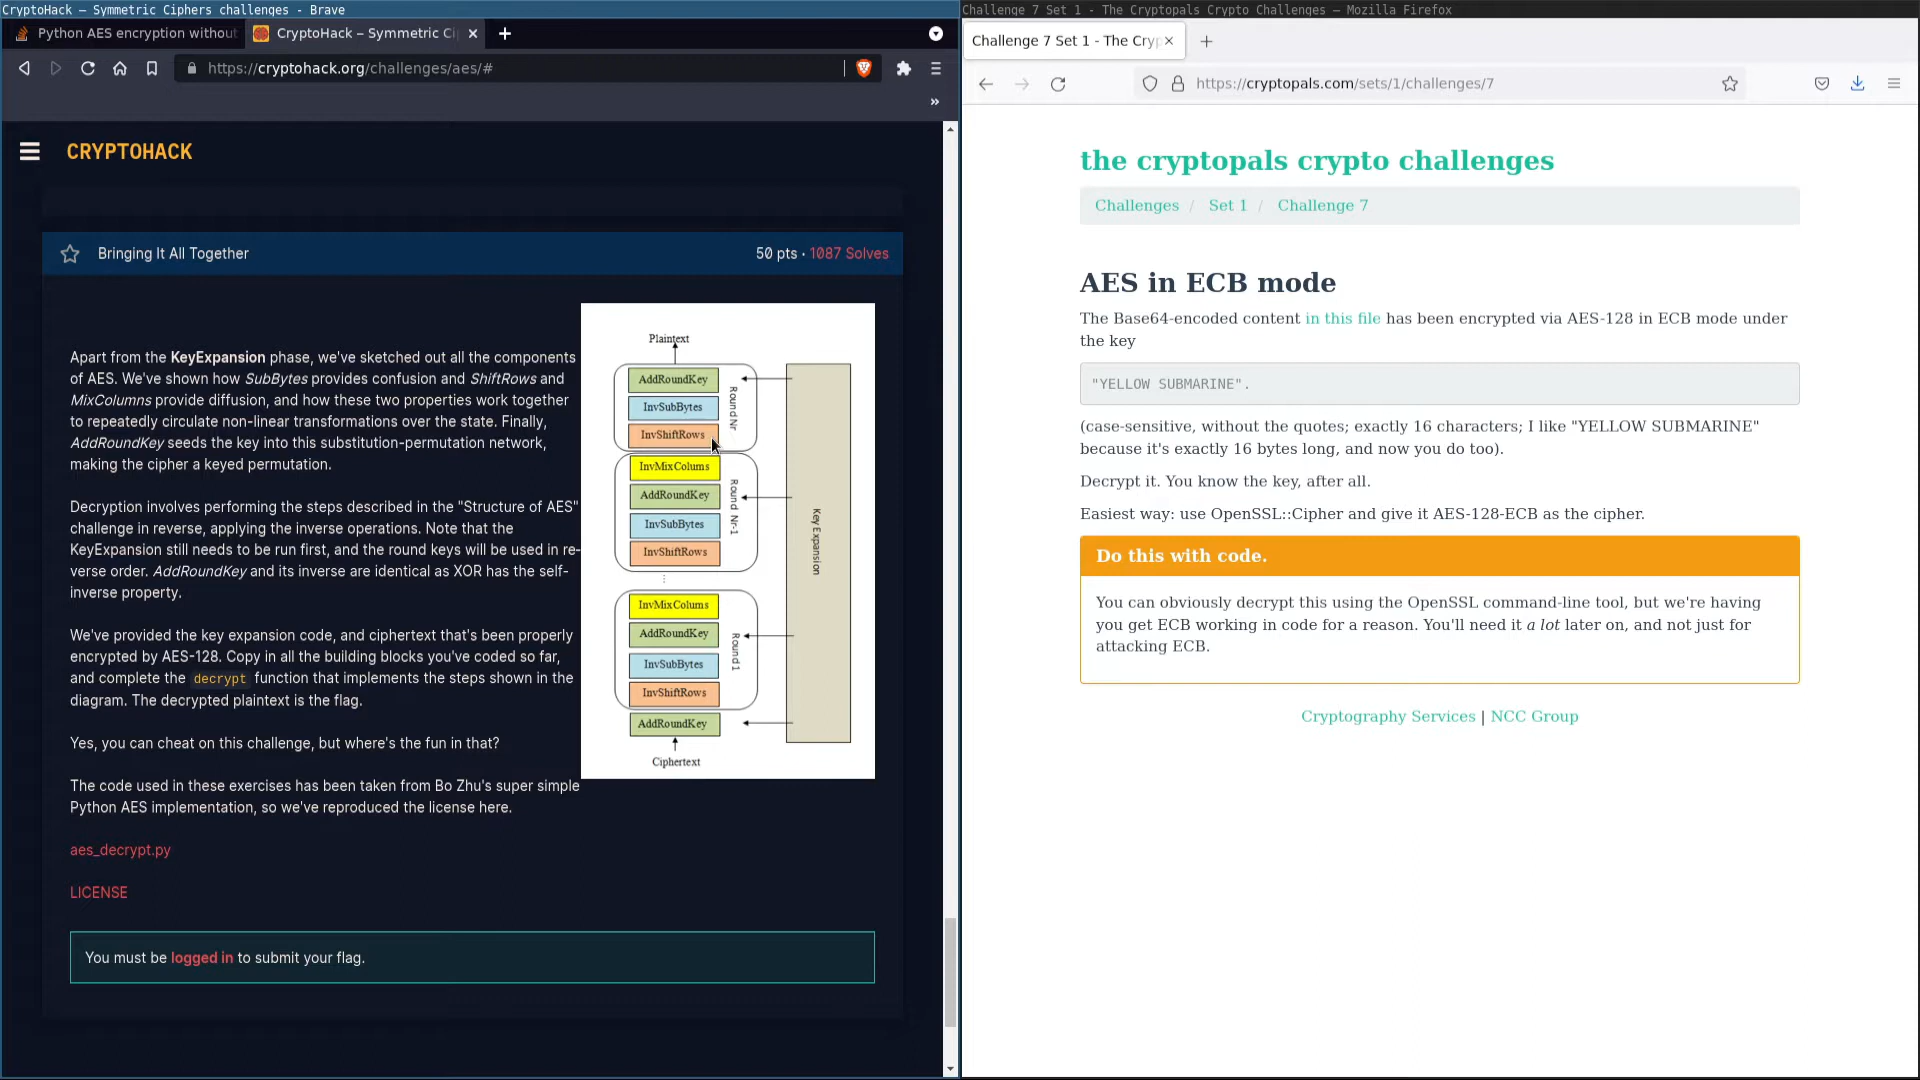 CryptoHack – Symmetric Ciphers challenges - Brave
Python AES encryption without
CryptoHack – Symmetric Ci
https://cryptohack.org/challenges/aes/#
CRYPTOHACK
Bringing It All Together
50 pts · 1087 Solves
Apart from the KeyExpansion phase, we've sketched out all the components
of AES. We've shown how SubBytes provides confusion and ShiftRows and
MixColumns provide diffusion, and how these two properties work together
to repeatedly circulate non-linear transformations over the state. Finally,
AddRoundKey seeds the key into this substitution-permutation network,
making the cipher a keyed permutation.
Decryption involves performing the steps described in the "Structure of AES"
challenge in reverse, applying the inverse operations. Note that the
KeyExpansion still needs to be run first, and the round keys will be used in re-
verse order. AddRoundKey and its inverse are identical as XOR has the self-
inverse property.
We've provided the key expansion code, and ciphertext that's been properly
encrypted by AES-128. Copy in all the building blocks you've coded so far,
and complete the decrypt function that implements the steps shown in the
diagram. The decrypted plaintext is the flag.
Yes, you can cheat on this challenge, but where's the fun in that?
The code used in these exercises has been taken from Bo Zhu's super simple
Python AES implementation, so we've reproduced the license here.
aes_decrypt.py
LICENSE
You must be logged in to submit your flag.
Plaintext
AddRoundKey
InvSubBytes
InvShiftRows
Round Nr
InvMixColums
AddRoundKey
InvSubBytes
InvShiftRows
Round Nr-1
⋮
InvMixColums
AddRoundKey
InvSubBytes
InvShiftRows
Round 1
AddRoundKey
Ciphertext
Key Expansion
Challenge 7 Set 1 - The Cryptopals Crypto Challenges — Mozilla Firefox
Challenge 7 Set 1 - The Cryp
https://cryptopals.com/sets/1/challenges/7
the cryptopals crypto challenges
Challenges / Set 1 / Challenge 7
AES in ECB mode
The Base64-encoded content in this file has been encrypted via AES-128 in ECB mode under
the key
"YELLOW SUBMARINE".
(case-sensitive, without the quotes; exactly 16 characters; I like "YELLOW SUBMARINE"
because it's exactly 16 bytes long, and now you do too).
Decrypt it. You know the key, after all.
Easiest way: use OpenSSL::Cipher and give it AES-128-ECB as the cipher.
Do this with code.
You can obviously decrypt this using the OpenSSL command-line tool, but we're having
you get ECB working in code for a reason. You'll need it a lot later on, and not just for
attacking ECB.
Cryptography Services | NCC Group